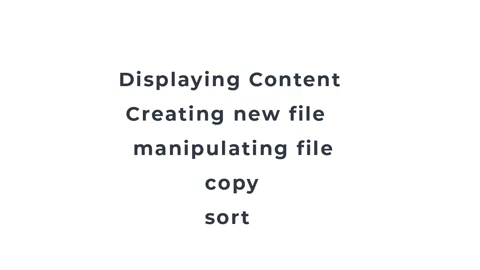 Displaying Content
Creating new file
manipulating file
copy
sort